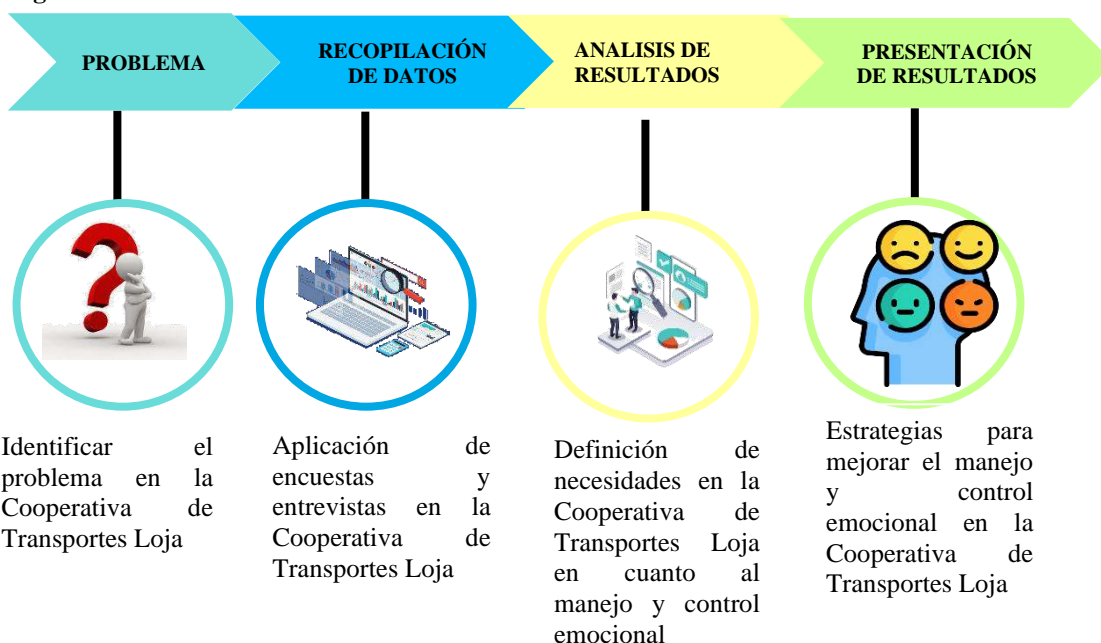 PROBLEMA
RECOPILACIÓN
DE DATOS
ANALISIS DE
RESULTADOS
PRESENTACIÓN
DE RESULTADOS
Identificar el
problema en la
Cooperativa de
Transportes Loja
Aplicación de
encuestas y
entrevistas en la
Cooperativa de
Transportes Loja
Definición de
necesidades en la
Cooperativa de
Transportes Loja
en cuanto al
manejo y control
emocional
Estrategias para
mejorar el manejo
y control
emocional en la
Cooperativa de
Transportes Loja